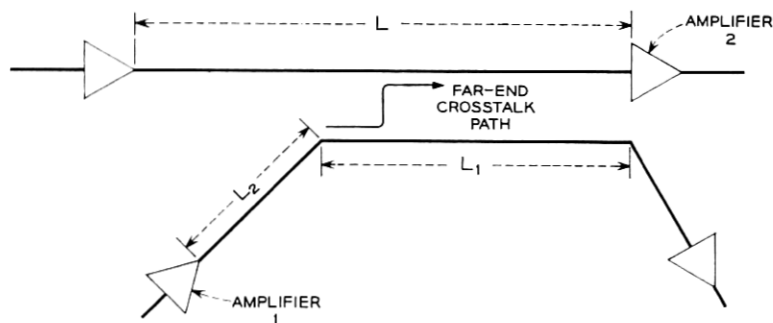 L
AMPLIFIER
2
FAR-END
CROSSTALK
PATH
L₂
L₁
AMPLIFIER
1